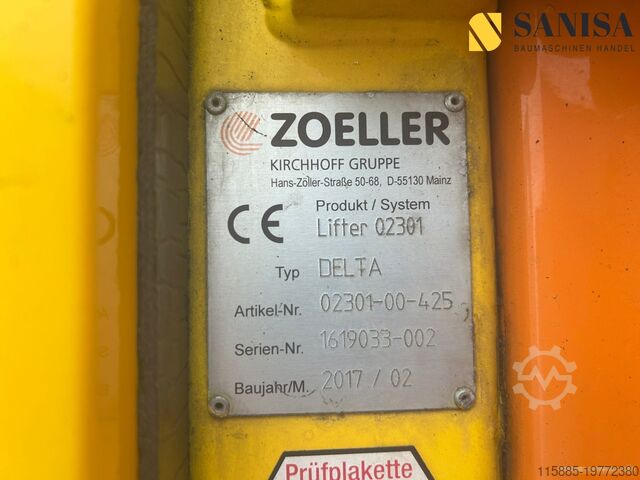 SANISA
BAUMASCHINEN HANDEL
ZOELLER
KIRCHHOFF GRUPPE
Hans-Zöller-Straße 50-68, D-55130 Mainz
CE
Produkt / System
Lifter 02301
Typ DELTA
Artikel-Nr. 02301-00-425
Serien-Nr. 1619033-002
Baujahr/M. 2017 / 02
Prüfplakette
115885-19772380